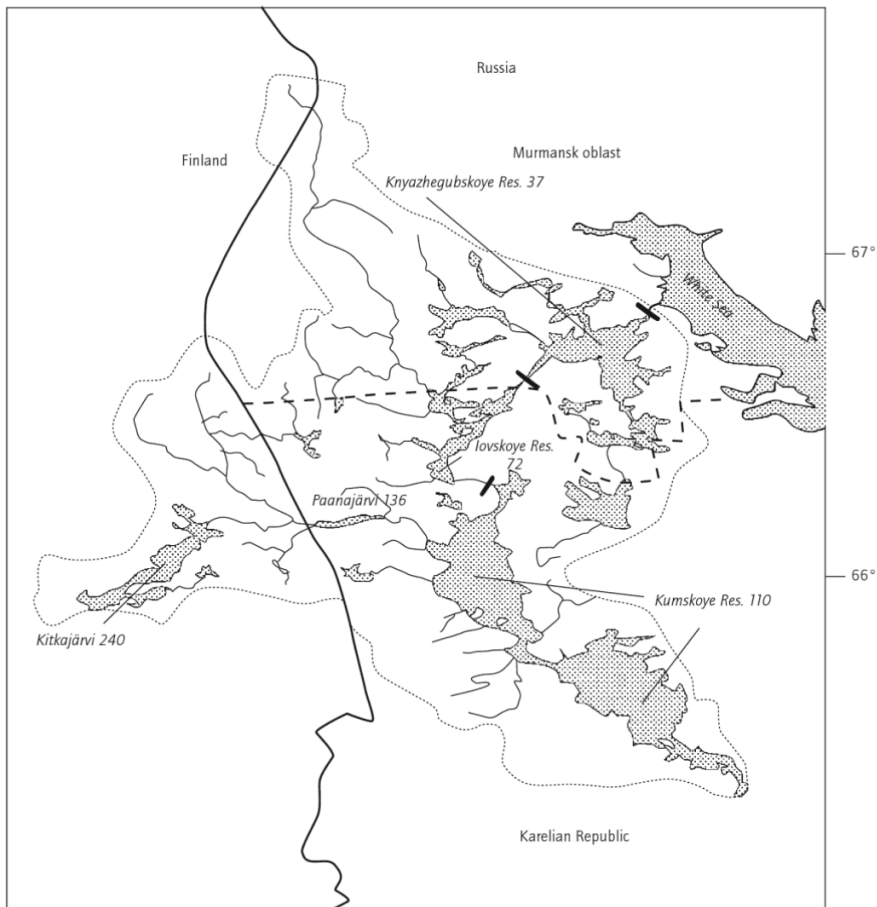 Russia
Finland
Murmansk oblast
Knyazhegubskoye Res. 37
67°
White Sea
Iovskoye Res.
72
Paanajärvi 136
66°
Kumskoye Res. 110
Kitkajärvi 240
Karelian Republic